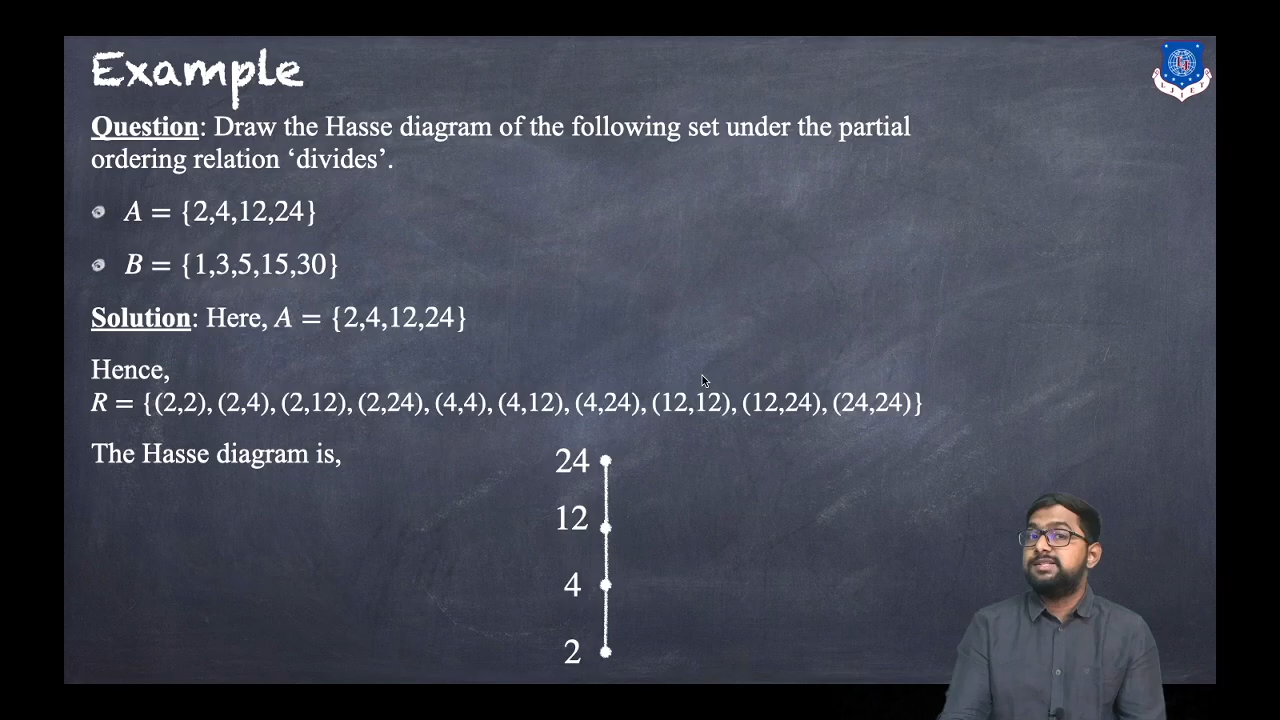 Example
Question: Draw the Hasse diagram of the following set under the partial
ordering relation ‘divides’.
A = {2,4,12,24}
B = {1,3,5,15,30}
Solution: Here, A = {2,4,12,24}
Hence,
R = {(2,2), (2,4), (2,12), (2,24), (4,4), (4,12), (4,24), (12,12), (12,24), (24,24)}
The Hasse diagram is,
24
12
4
2